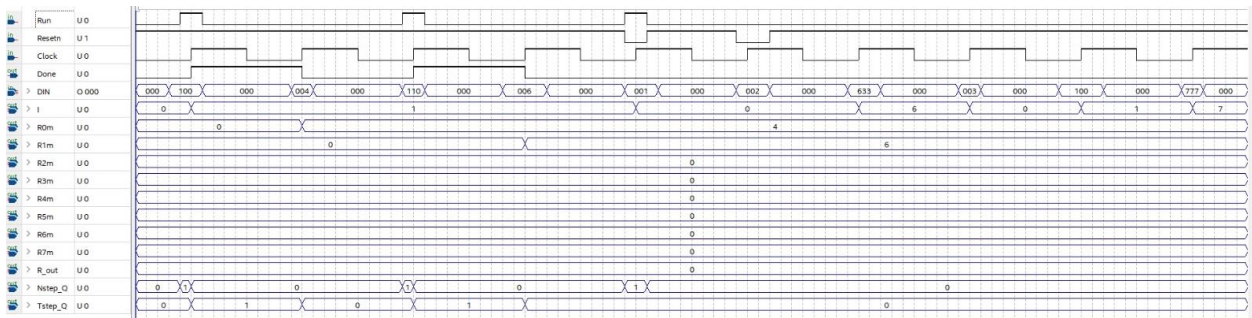 Run U 0
Resetn U 1
Clock U 0
Done U 0
DIN O 000 000 100 000 004 000 110 000 006 000 001 000 002 000 633 000 003 000 100 000 777 000
I U 0 0 1 0 6 0 1 7
R0m U 0 0 4
R1m U 0 0 6
R2m U 0 0
R3m U 0 0
R4m U 0 0
R5m U 0 0
R6m U 0 0
R7m U 0 0
R_out U 0 0
Nstep_Q U 0 0 1 0 1 0 1 0
Tstep_Q U 0 0 1 0 1 0